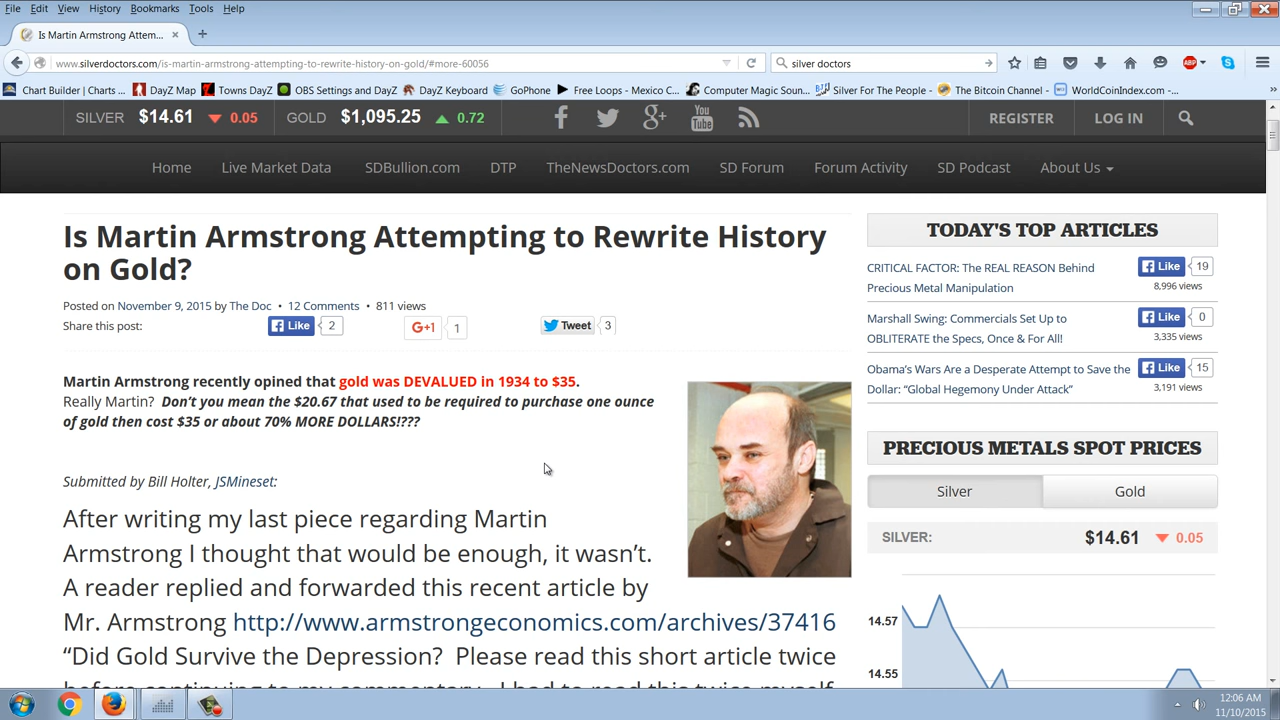 File Edit View History Bookmarks Tools Help
Is Martin Armstrong Attem...
www.silverdoctors.com/is-martin-armstrong-attempting-to-rewrite-history-on-gold/#more-60056
silver doctors
Chart Builder | Charts ... DayZ Map Towns DayZ OBS Settings and DayZ DayZ Keyboard GoPhone Free Loops - Mexico C... Computer Magic Soun... Silver For The People - The Bitcoin Channel - WorldCoinIndex.com -...
SILVER $14.61 0.05 GOLD $1,095.25 0.72
REGISTER LOG IN
Home Live Market Data SDBullion.com DTP TheNewsDoctors.com SD Forum Forum Activity SD Podcast About Us
Is Martin Armstrong Attempting to Rewrite History
on Gold?
Posted on November 9, 2015 by The Doc • 12 Comments • 811 views
Share this post: Like 2 G+1 1 Tweet 3
Martin Armstrong recently opined that gold was DEVALUED in 1934 to $35.
Really Martin? Don't you mean the $20.67 that used to be required to purchase one ounce
of gold then cost $35 or about 70% MORE DOLLARS!???
Submitted by Bill Holter, JSMineset:
After writing my last piece regarding Martin
Armstrong I thought that would be enough, it wasn't.
A reader replied and forwarded this recent article by
Mr. Armstrong http://www.armstrongeconomics.com/archives/37416
“Did Gold Survive the Depression? Please read this short article twice
before continuing to my commentary. I had to read this twice myself
TODAY'S TOP ARTICLES
CRITICAL FACTOR: The REAL REASON Behind
Precious Metal Manipulation
Like 19
8,996 views
Marshall Swing: Commercials Set Up to
OBLITERATE the Specs, Once & For All!
Like 0
3,335 views
Obama's Wars Are a Desperate Attempt to Save the
Dollar: “Global Hegemony Under Attack”
Like 15
3,191 views
PRECIOUS METALS SPOT PRICES
Silver Gold
SILVER: $14.61 0.05
14.57
14.55
12:06 AM
11/10/2015